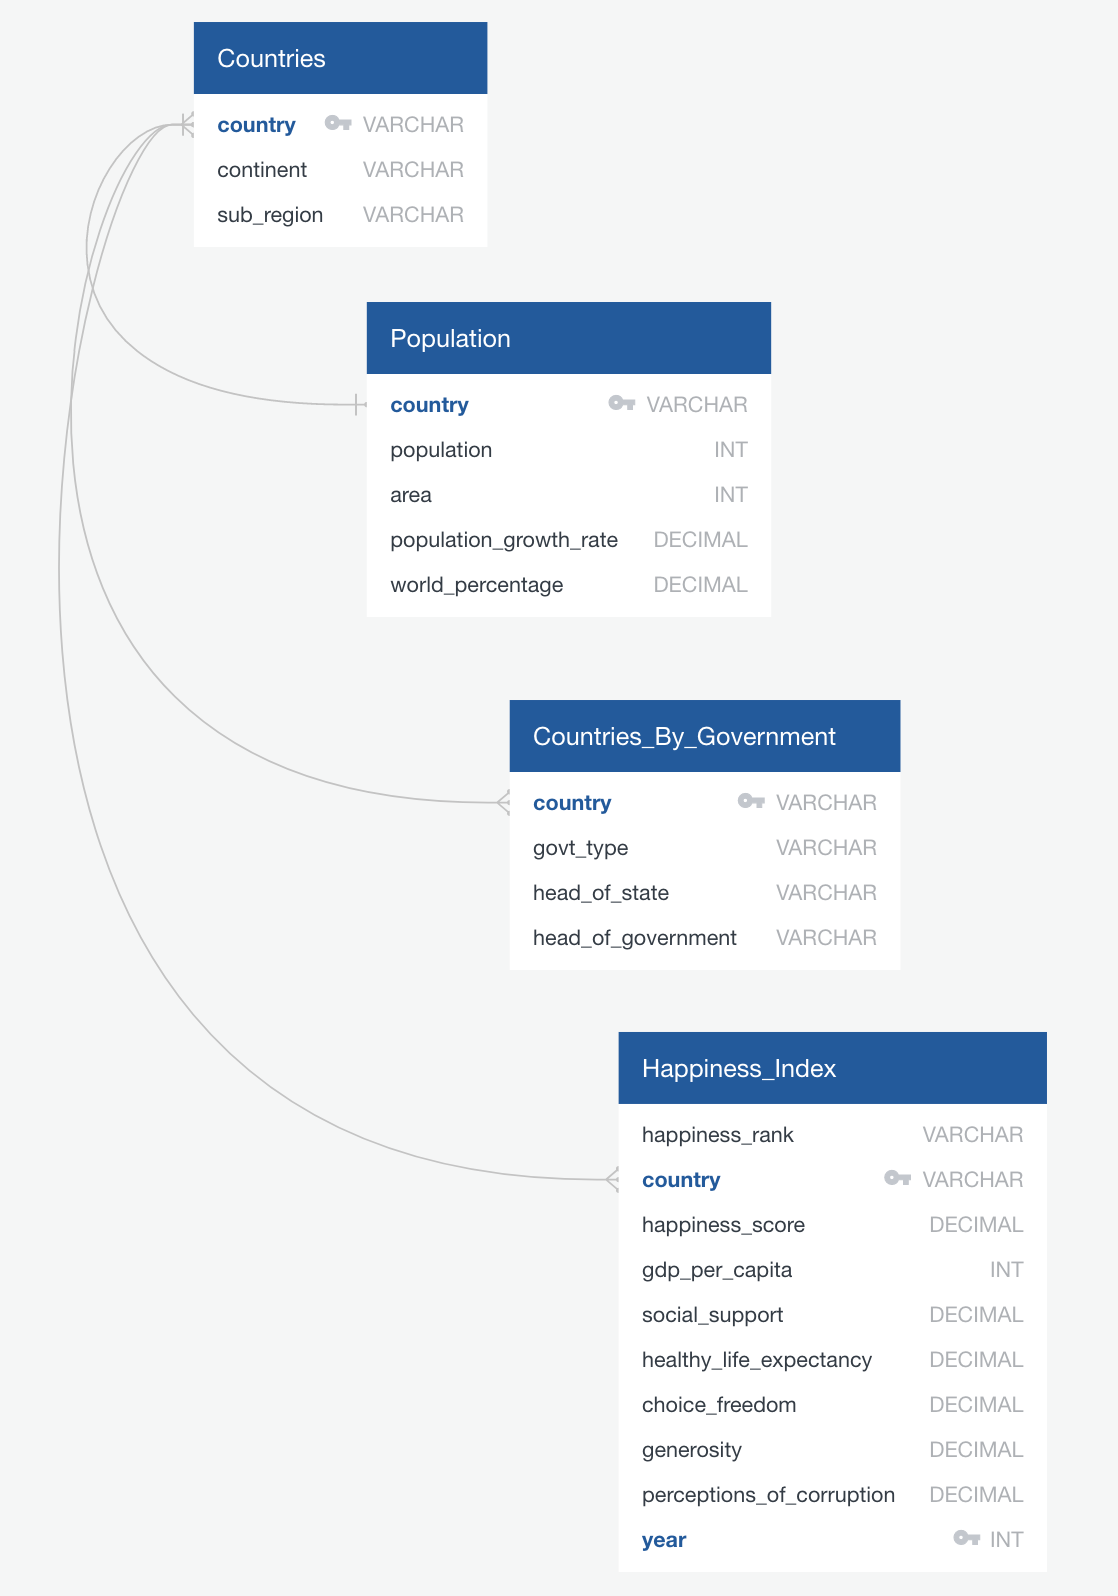 Countries
country VARCHAR
continent VARCHAR
sub_region VARCHAR
Population
country VARCHAR
population INT
area INT
population_growth_rate DECIMAL
world_percentage DECIMAL
Countries_By_Government
country VARCHAR
govt_type VARCHAR
head_of_state VARCHAR
head_of_government VARCHAR
Happiness_Index
happiness_rank VARCHAR
country VARCHAR
happiness_score DECIMAL
gdp_per_capita INT
social_support DECIMAL
healthy_life_expectancy DECIMAL
choice_freedom DECIMAL
generosity DECIMAL
perceptions_of_corruption DECIMAL
year INT